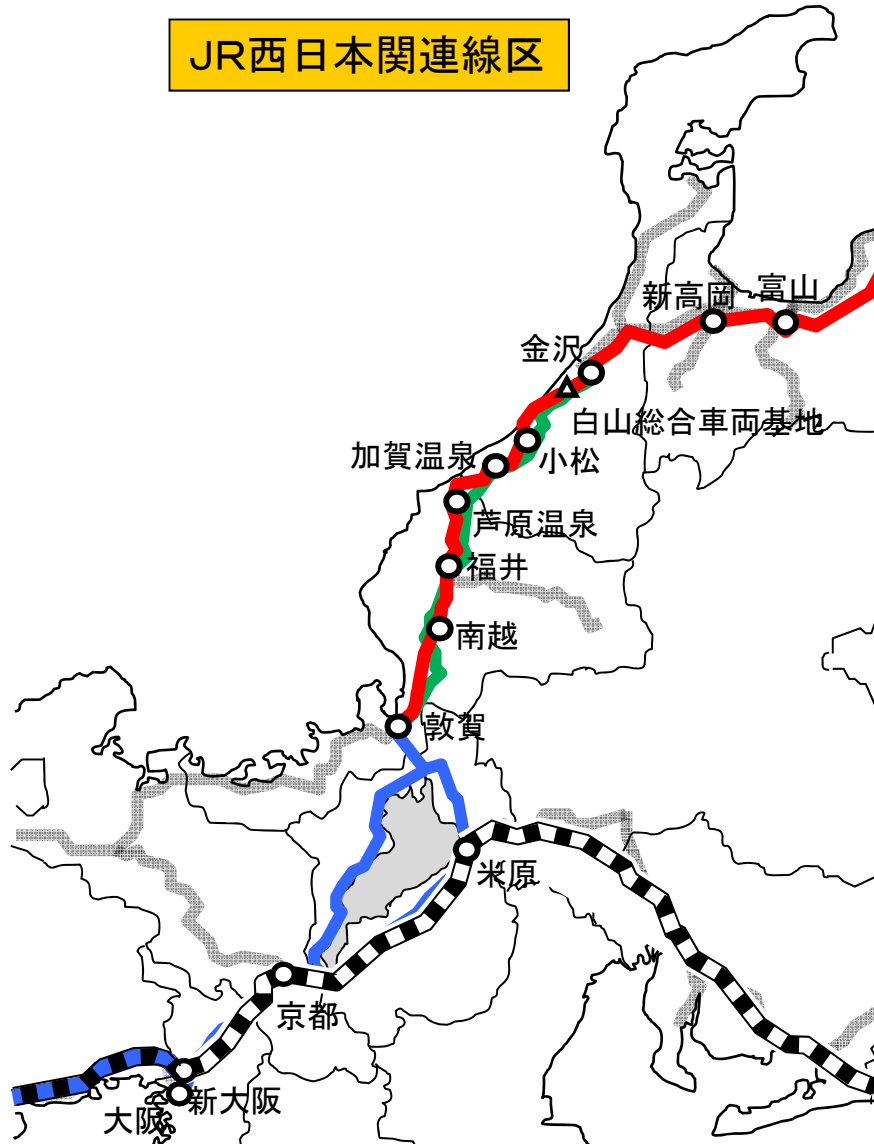 JR西日本関連線区
新高岡
富山
金沢
白山総合車両基地
加賀温泉
小松
芦原温泉
福井
南越
敦賀
米原
京都
新大阪
大阪